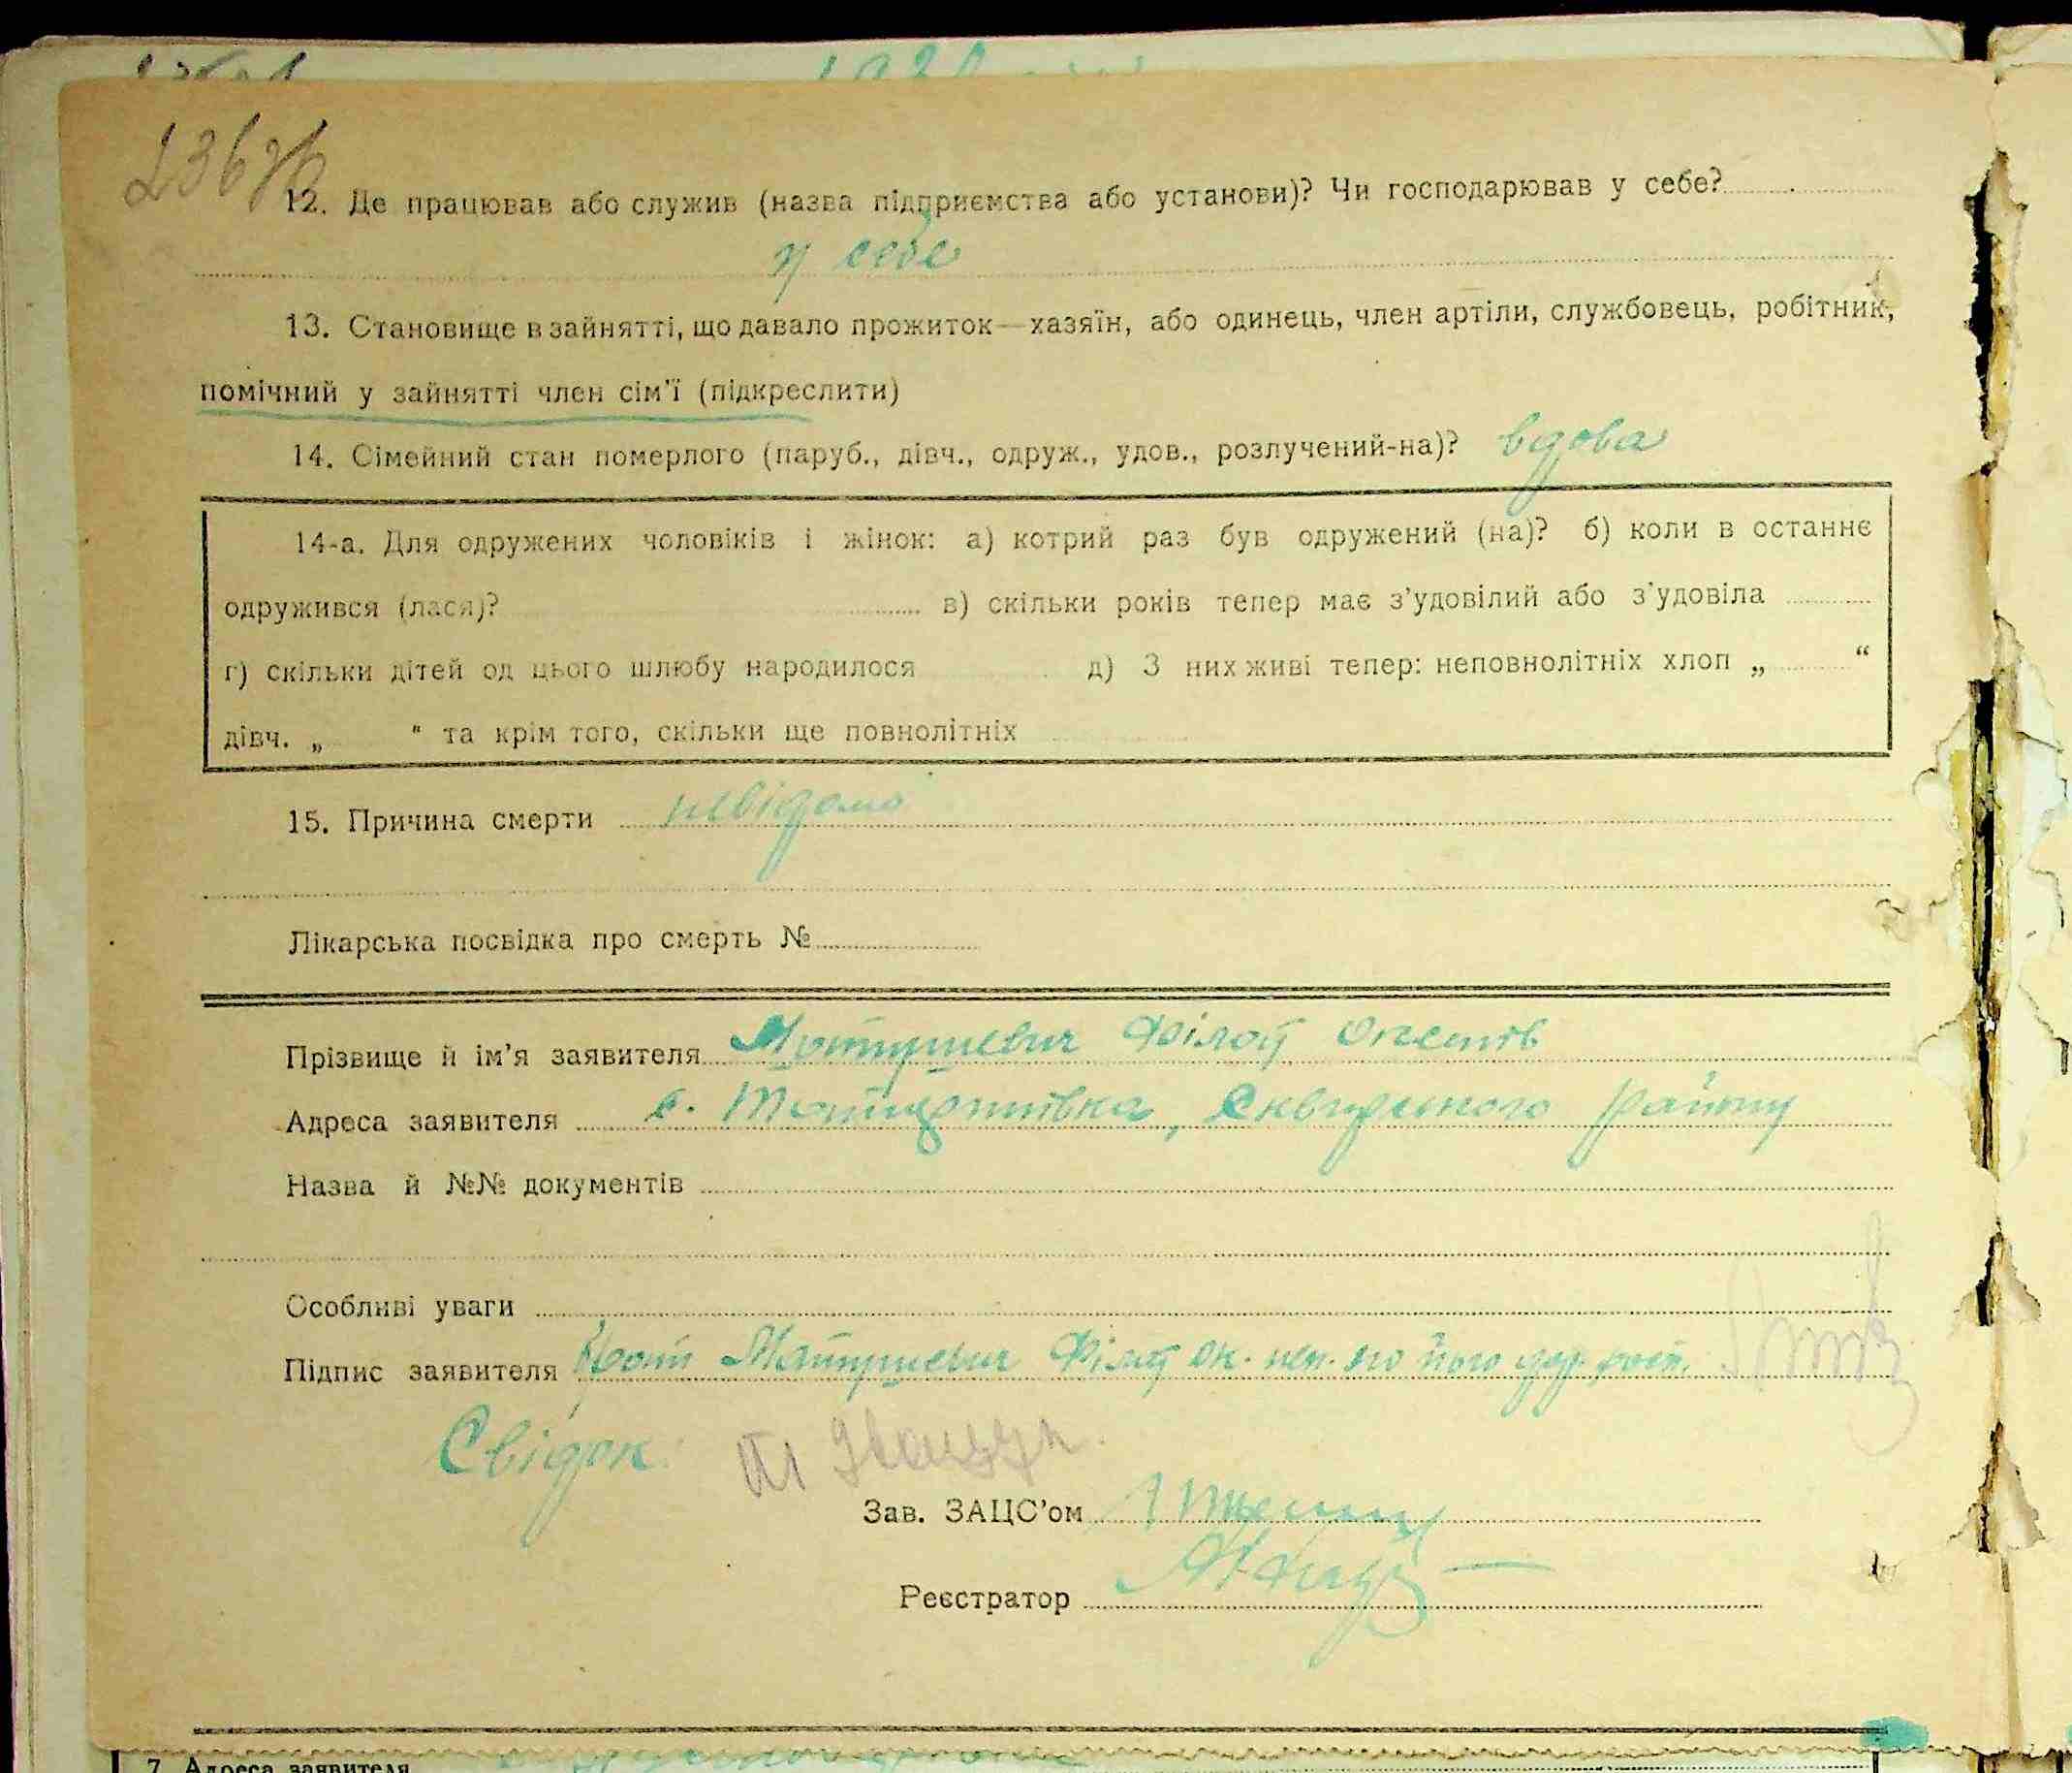 12. Де працював або служив (назва підприємства або установи)? Чи господарював у себе?
у себе
13. Становище в зайнятті, що давало прожиток—хазяїн, або одинець, член артіли, службовець, робітник,
помічний у зайнятті член сім'ї (підкреслити)
14. Сімейний стан померлого (паруб., дівч., одруж., удов., розлучений-на)? вдова
14-а. Для одружених чоловіків і жінок: а) котрий раз був одружений (на)? б) коли в останнє
одружився (лася)? в) скільки років тепер має з'удовілий або з'удовіла
г) скільки дітей од цього шлюбу народилося д) З них живі тепер: неповнолітніх хлоп „ “
дівч. „ “ та крім того, скільки ще повнолітніх
15. Причина смерти невідомо
Лікарська посвідка про смерть №
Прізвище й ім'я заявителя
Адреса заявителя с. Сквирського району
Назва й №№ документів
Особливі уваги
Підпис заявителя
Свідок
Зав. ЗАЦС'ом
Реєстратор
7. Адреса заявителя